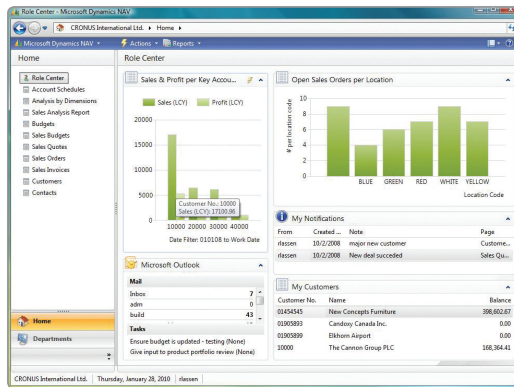 Role Center - Microsoft Dynamics NAV
CRONUS International Ltd. Home
Microsoft Dynamics NAV Actions Reports
Home
Role Center
Account Schedules
Analysis by Dimensions
Sales Analysis Report
Budgets
Sales Budgets
Sales Quotes
Sales Orders
Sales Invoices
Customers
Contacts
Home
Departments
Role Center
Sales & Profit per Key Accou...
Sales (LCY) Profit (LCY)
20000
15000
10000
5000
0
Customer No.: 10000
Sales (LCY): 17100.96
10000 20000 30000 40000
Date Filter: 010108 to Work Date
Microsoft Outlook
Mail
Inbox 7
adm 0
build 43
Tasks
Ensure budget is updated - testing (None)
Give input to product portfolio review (None)
Open Sales Orders per Location
# per location code
10
8
6
4
2
0
BLUE GREEN RED WHITE YELLOW
Location Code
My Notifications
From Created ... Note Page
rlassen 10/2/2008 major new customer Custome...
rlassen 10/2/2008 New deal succeded Sales Qu...
My Customers
Customer No. Name Balance
01454545 New Concepts Furniture 398,602.67
01905893 Candoxy Canada Inc. 0.00
01905899 Elkhorn Airport 0.00
10000 The Cannon Group PLC 168,364.41
CRONUS International Ltd. Thursday, January 28, 2010 rlassen